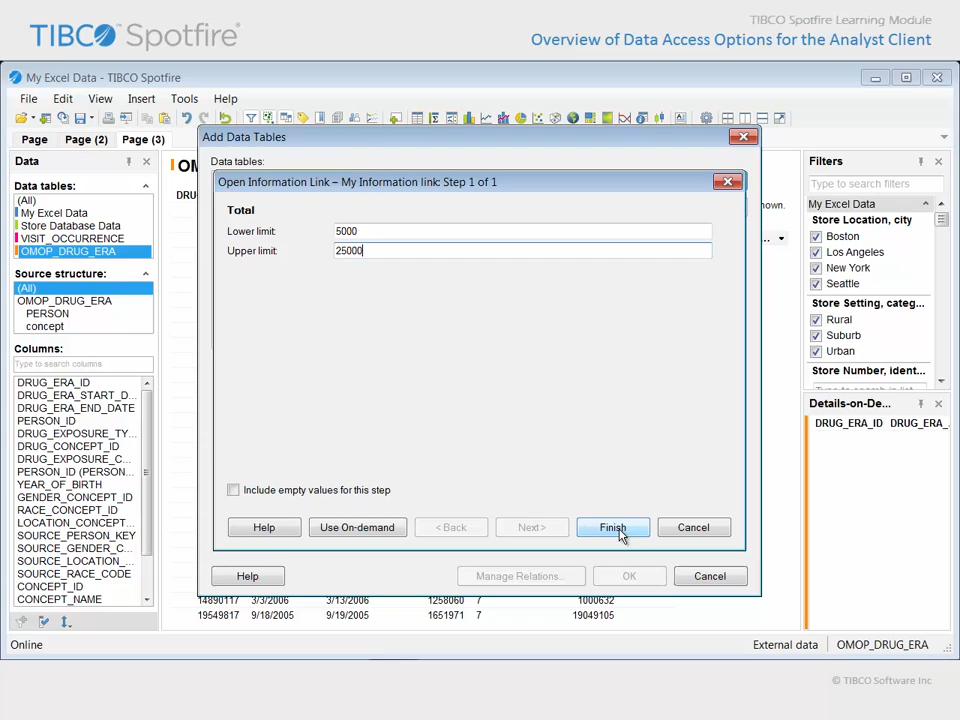 TIBCO Spotfire Learning Module
TIBCO™ Spotfire®
Overview of Data Access Options for the Analyst Client
My Excel Data - TIBCO Spotfire
File Edit View Insert Tools Help
Page Page (2) Page (3)
Add Data Tables
Data
Data tables:
(All)
My Excel Data
Store Database Data
VISIT_OCCURRENCE
OMOP_DRUG_ERA
Source structure:
(All)
OMOP_DRUG_ERA
PERSON
concept
Columns:
Type to search columns
DRUG_ERA_ID
DRUG_ERA_START_D...
DRUG_ERA_END_DATE
PERSON_ID
DRUG_EXPOSURE_TY...
DRUG_CONCEPT_ID
DRUG_EXPOSURE_C...
PERSON_ID (PERSON...
YEAR_OF_BIRTH
GENDER_CONCEPT_ID
RACE_CONCEPT_ID
LOCATION_CONCEPT...
SOURCE_PERSON_KEY
SOURCE_GENDER_C...
SOURCE_LOCATION_...
SOURCE_RACE_CODE
CONCEPT_ID
CONCEPT_NAME
OM
DRU
Data tables:
Open Information Link – My Information link: Step 1 of 1
Total
Lower limit: 5000
Upper limit: 25000
Include empty values for this step
Help Use On-demand < Back Next > Finish Cancel
Help Manage Relations... OK Cancel
14890117 3/3/2006 3/13/2006 1258060 7 1000632
19549817 9/18/2005 9/19/2005 1651971 7 19049105
own.
...
Filters
Type to search filters
My Excel Data
Store Location, city
Boston
Los Angeles
New York
Seattle
Store Setting, categ...
Rural
Suburb
Urban
Store Number, ident...
Details-on-De...
DRUG_ERA_ID DRUG_ERA_
Online External data OMOP_DRUG_ERA
© TIBCO Software Inc